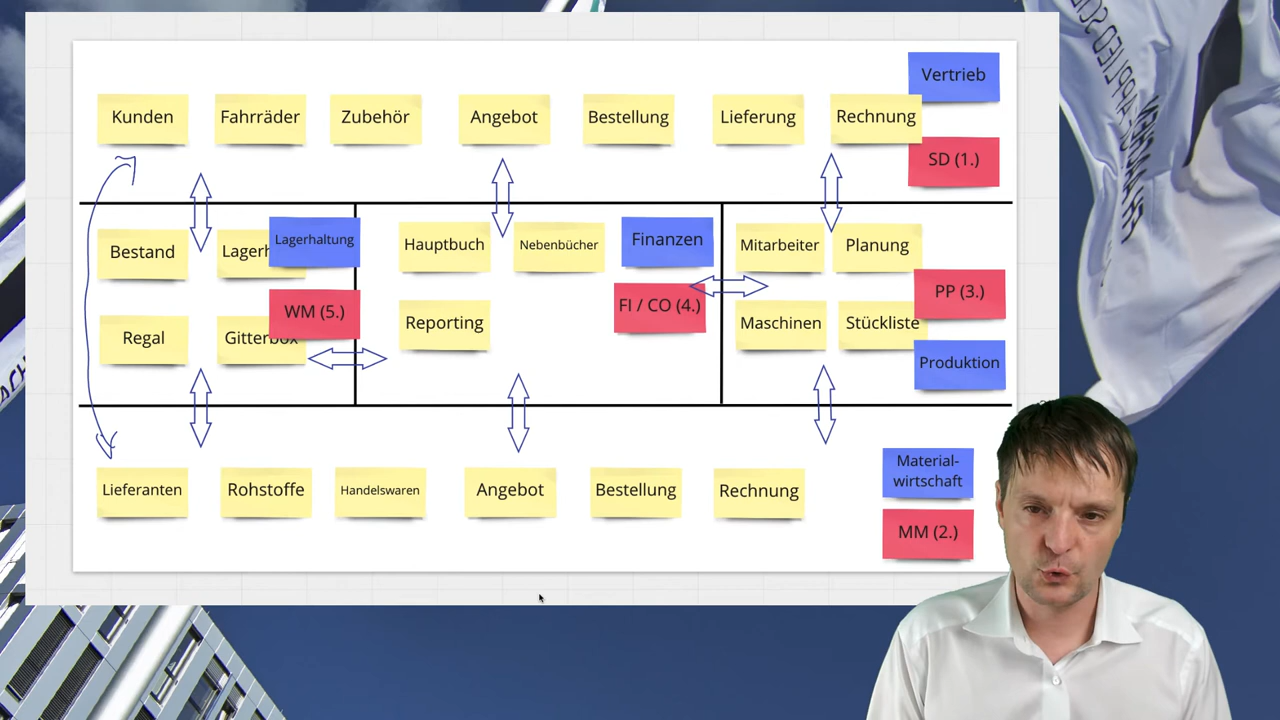 Vertrieb
Kunden
Fahrräder
Zubehör
Angebot
Bestellung
Lieferung
Rechnung
SD (1.)
Bestand
Lagerhaltung
Regal
Gitterbox
WM (5.)
Hauptbuch
Nebenbücher
Finanzen
Reporting
FI / CO (4.)
Mitarbeiter
Planung
PP (3.)
Maschinen
Stückliste
Produktion
Lieferanten
Rohstoffe
Handelswaren
Angebot
Bestellung
Rechnung
Material-
wirtschaft
MM (2.)